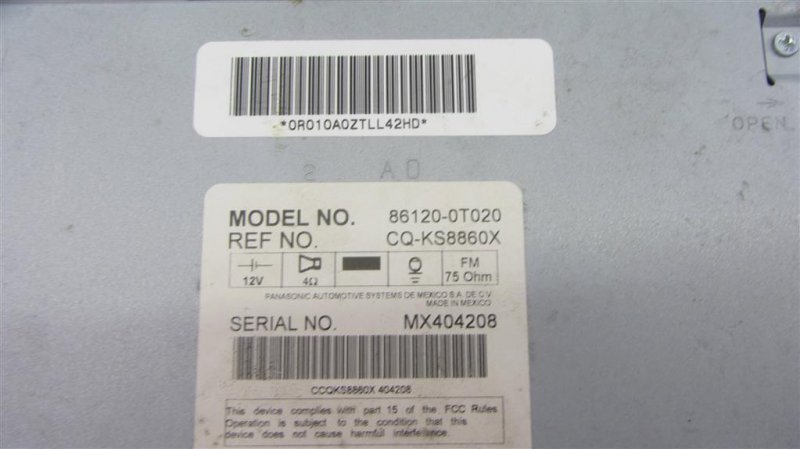 *0R010A0ZTLL42HD*
OPEN
A0
MODEL NO. 86120-0T020
REF NO. CQ-KS8860X
12V 4Ω FM 75 Ohm
PANASONIC AUTOMOTIVE SYSTEMS DE MEXICO S.A. DE C.V.
MADE IN MEXICO
SERIAL NO. MX404208
CCQKS8860X 404208
This device complies with part 15 of the FCC Rules
Operation is subject to the condition that this
device does not cause harmful interference.